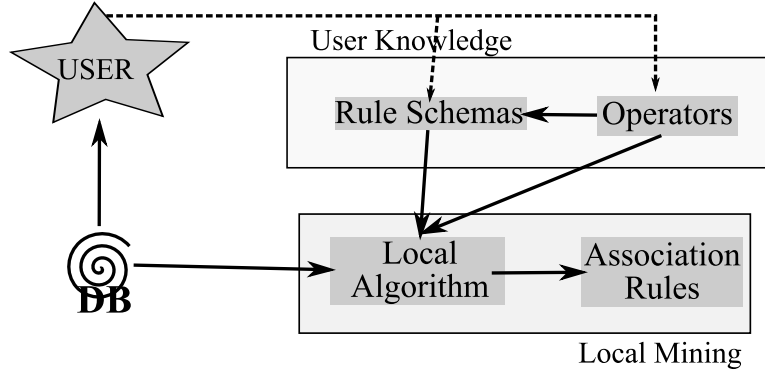 User Knowledge
USER
Rule Schemas
Operators
Local
Algorithm
Association
Rules
DB
Local Mining